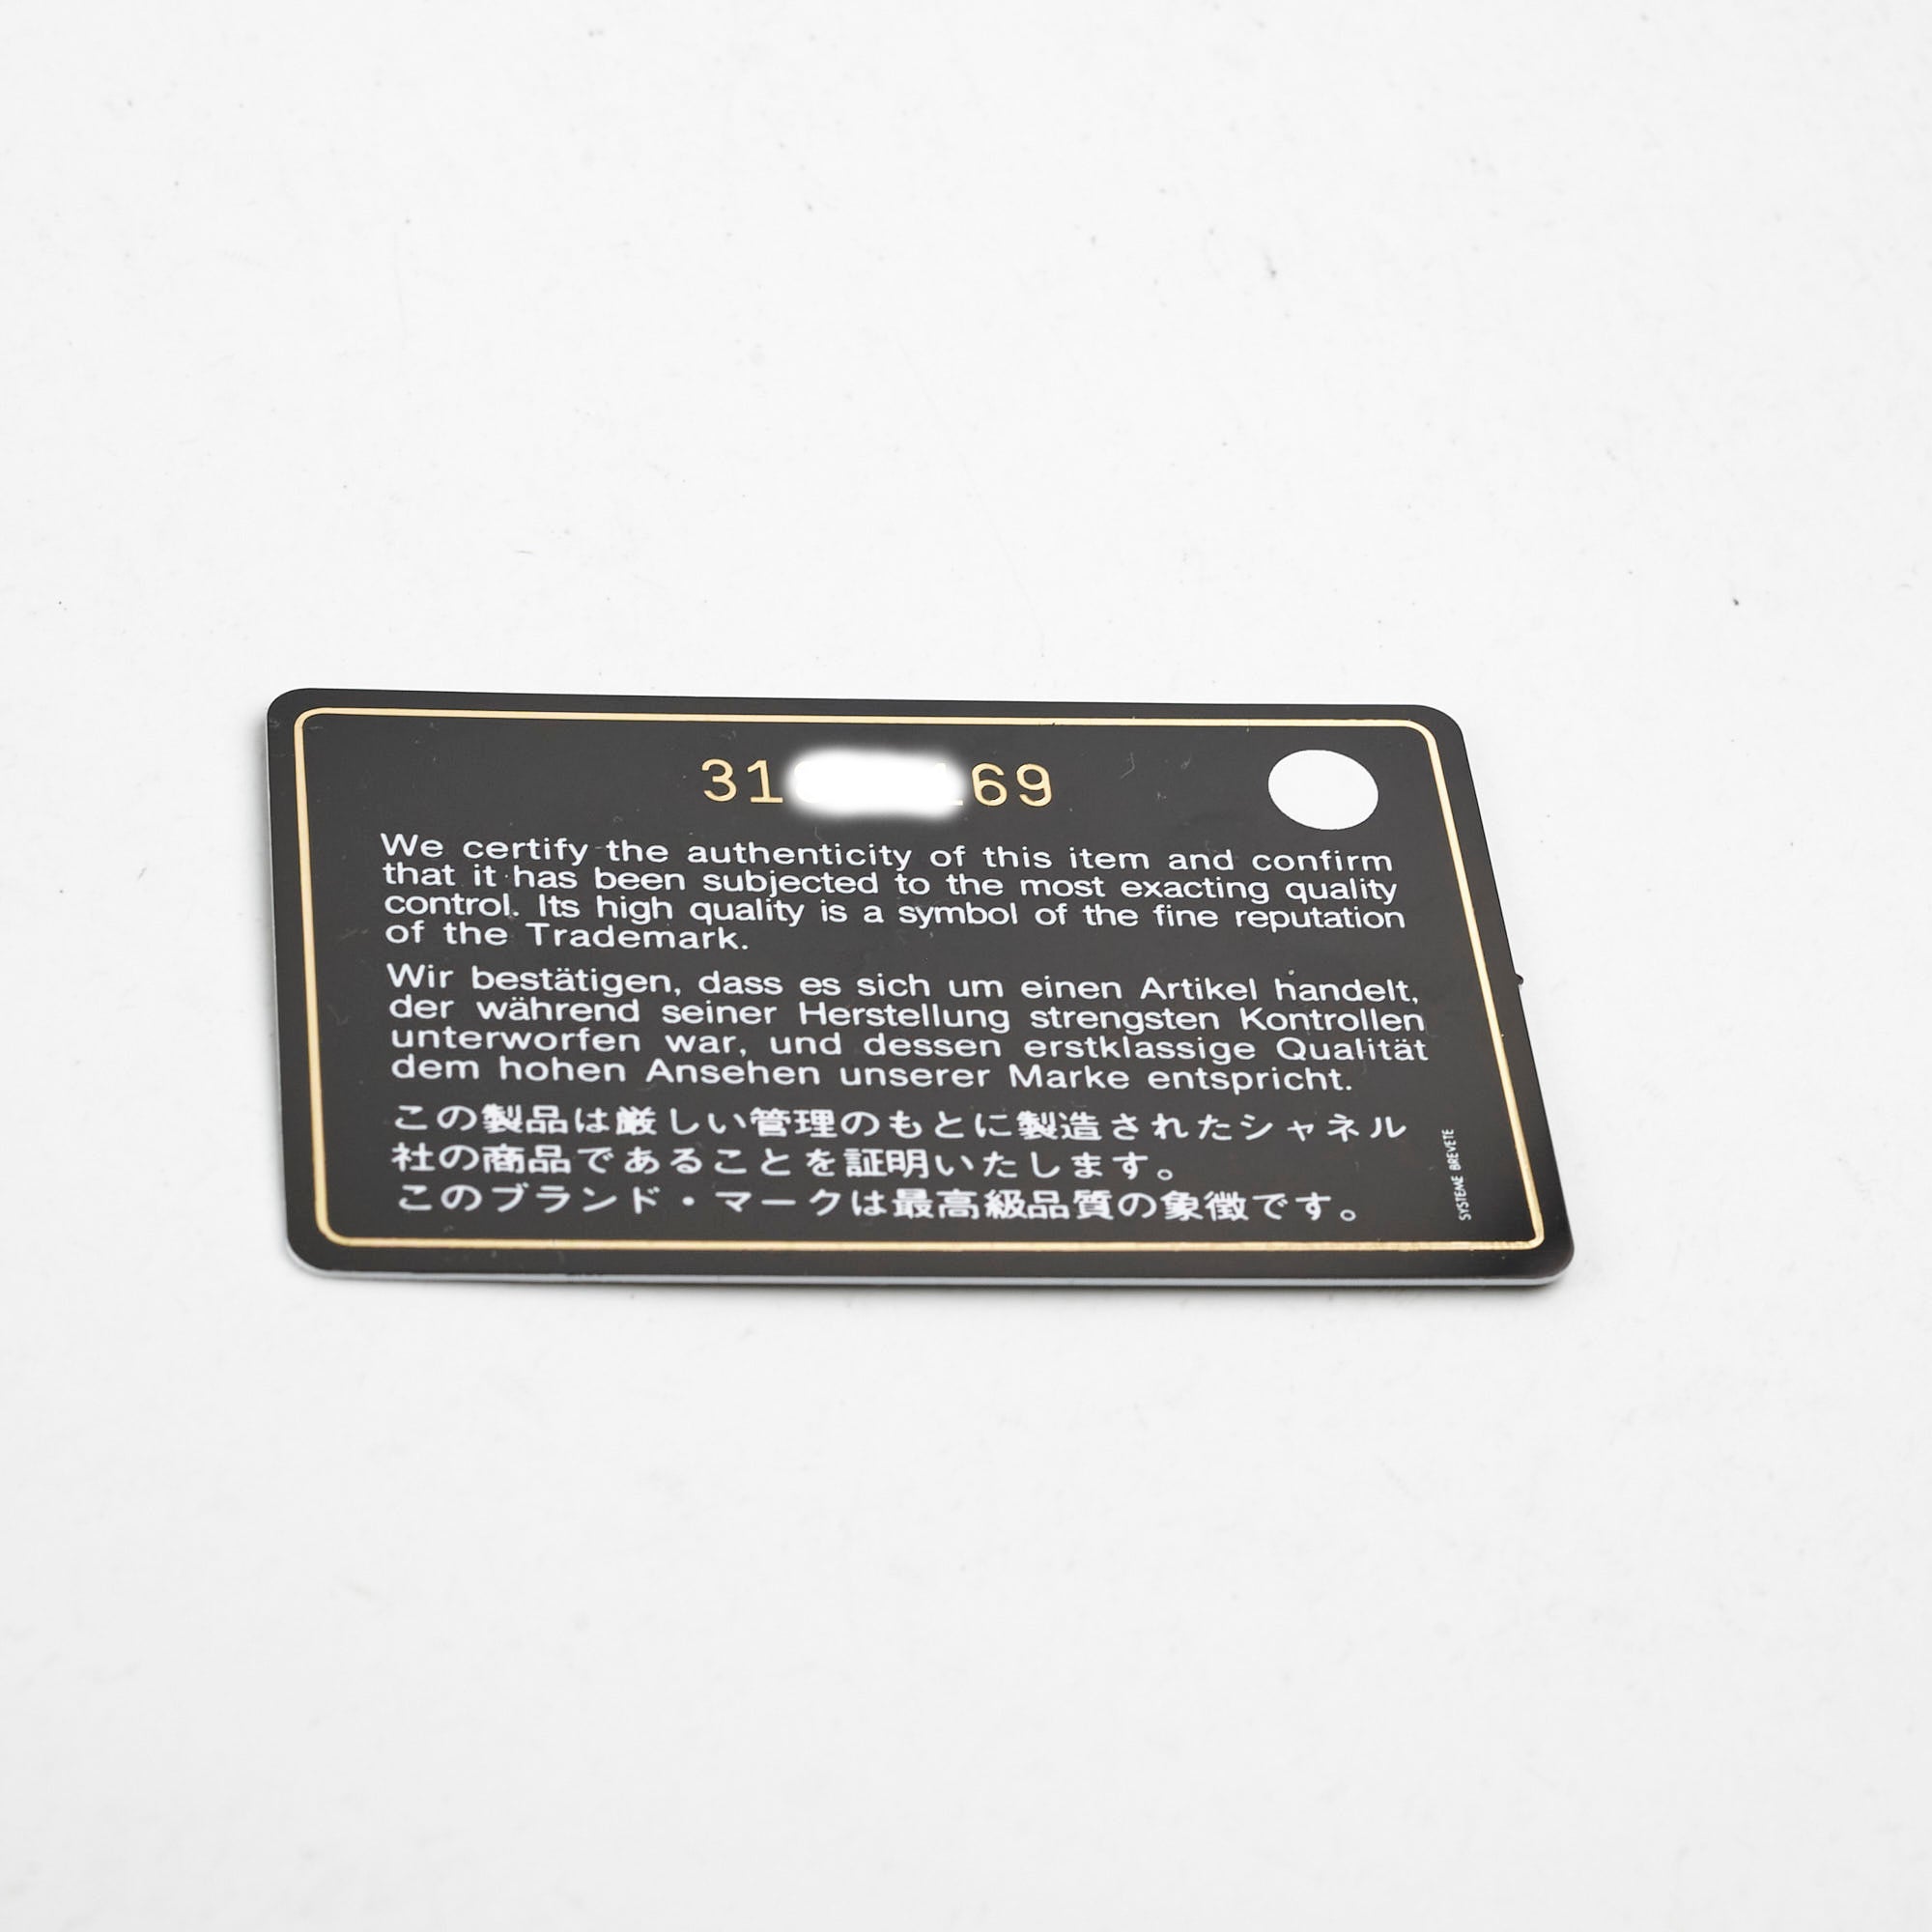 31 69
We certify the authenticity of this item and confirm
that it has been subjected to the most exacting quality
control. Its high quality is a symbol of the fine reputation
of the Trademark.
Wir bestätigen, dass es sich um einen Artikel handelt,
der während seiner Herstellung strengsten Kontrollen
unterworfen war, und dessen erstklassige Qualität
dem hohen Ansehen unserer Marke entspricht.
この製品は厳しい管理のもとに製造されたシャネル
社の商品であることを証明いたします。
このブランド・マークは最高級品質の象徴です。
SYSTEME BREVETE